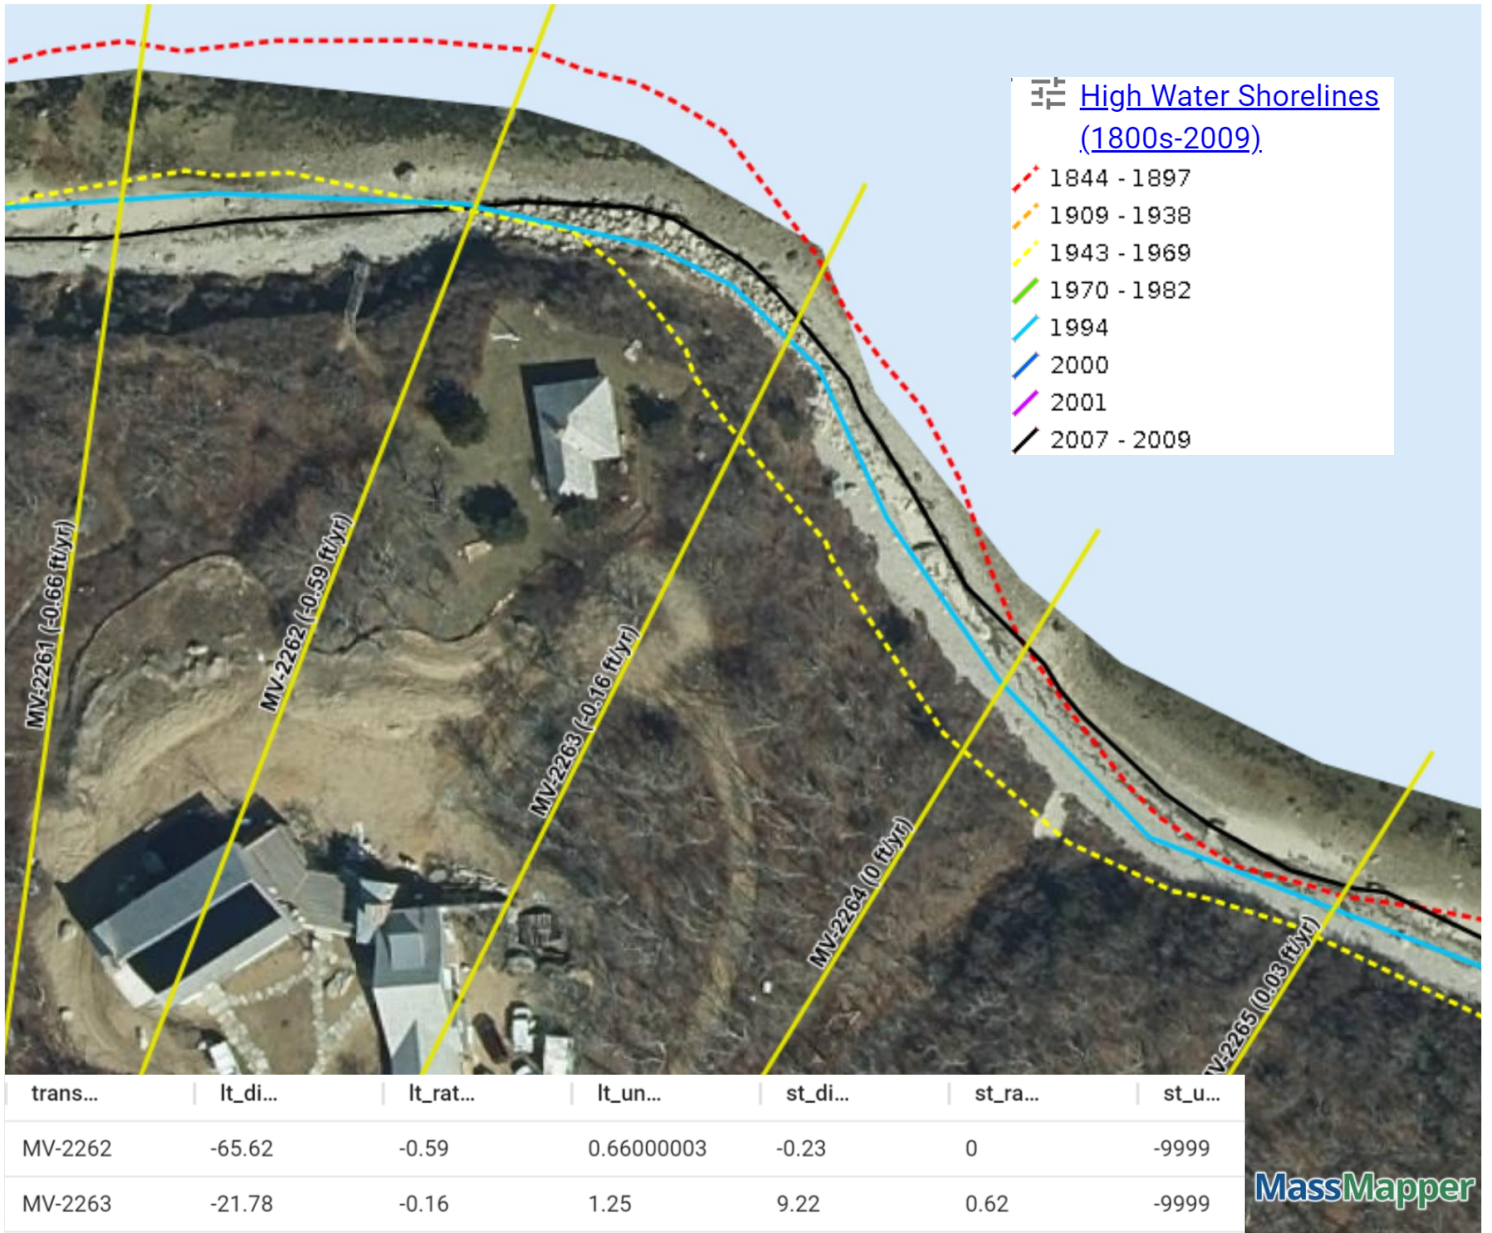 High Water Shorelines
(1800s-2009)
1844 - 1897
1909 - 1938
1943 - 1969
1970 - 1982
1994
2000
2001
2007 - 2009
MV-2261 (-0.66 ft/yr)
MV-2262 (-0.59 ft/yr)
MV-2263 (-0.16 ft/yr)
MV-2264 (0 ft/yr)
MV-2265 (0.03 ft/yr)
trans... lt_di... lt_rat... lt_un... st_di... st_ra... st_u...
MV-2262 -65.62 -0.59 0.66000003 -0.23 0 -9999
MV-2263 -21.78 -0.16 1.25 9.22 0.62 -9999
MassMapper